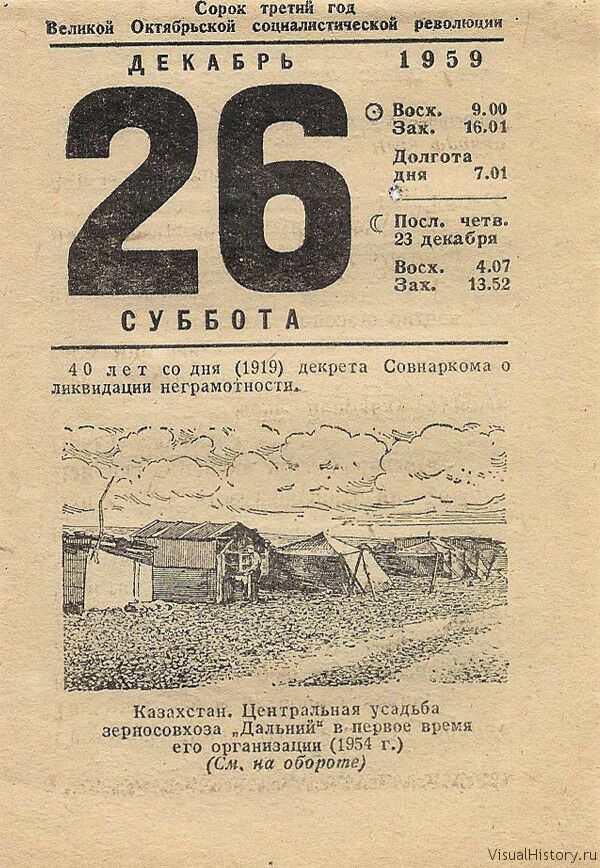 Сорок третий год
Великой Октябрьской социалистической революции
ДЕКАБРЬ 1959
26
Восх. 9.00
Зах. 16.01
Долгота
дня 7.01
Посл. четв.
23 декабря
Восх. 4.07
Зах. 13.52
СУББОТА
40 лет со дня (1919) декрета Совнаркома о
ликвидации неграмотности.
Казахстан. Центральная усадьба
зерносовхоза „Дальний“ в первое время
его организации (1954 г.)
(См. на обороте)
VisualHistory.ru